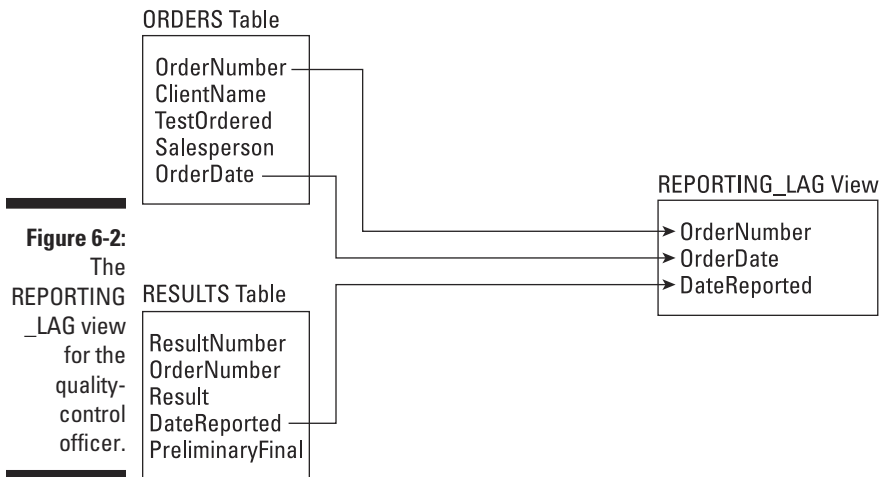 ORDERS Table
OrderNumber
ClientName
TestOrdered
Salesperson
OrderDate
REPORTING_LAG View
OrderNumber
OrderDate
DateReported
Figure 6-2:
The
REPORTING
_LAG view
for the
quality-
control
officer.
RESULTS Table
ResultNumber
OrderNumber
Result
DateReported
PreliminaryFinal